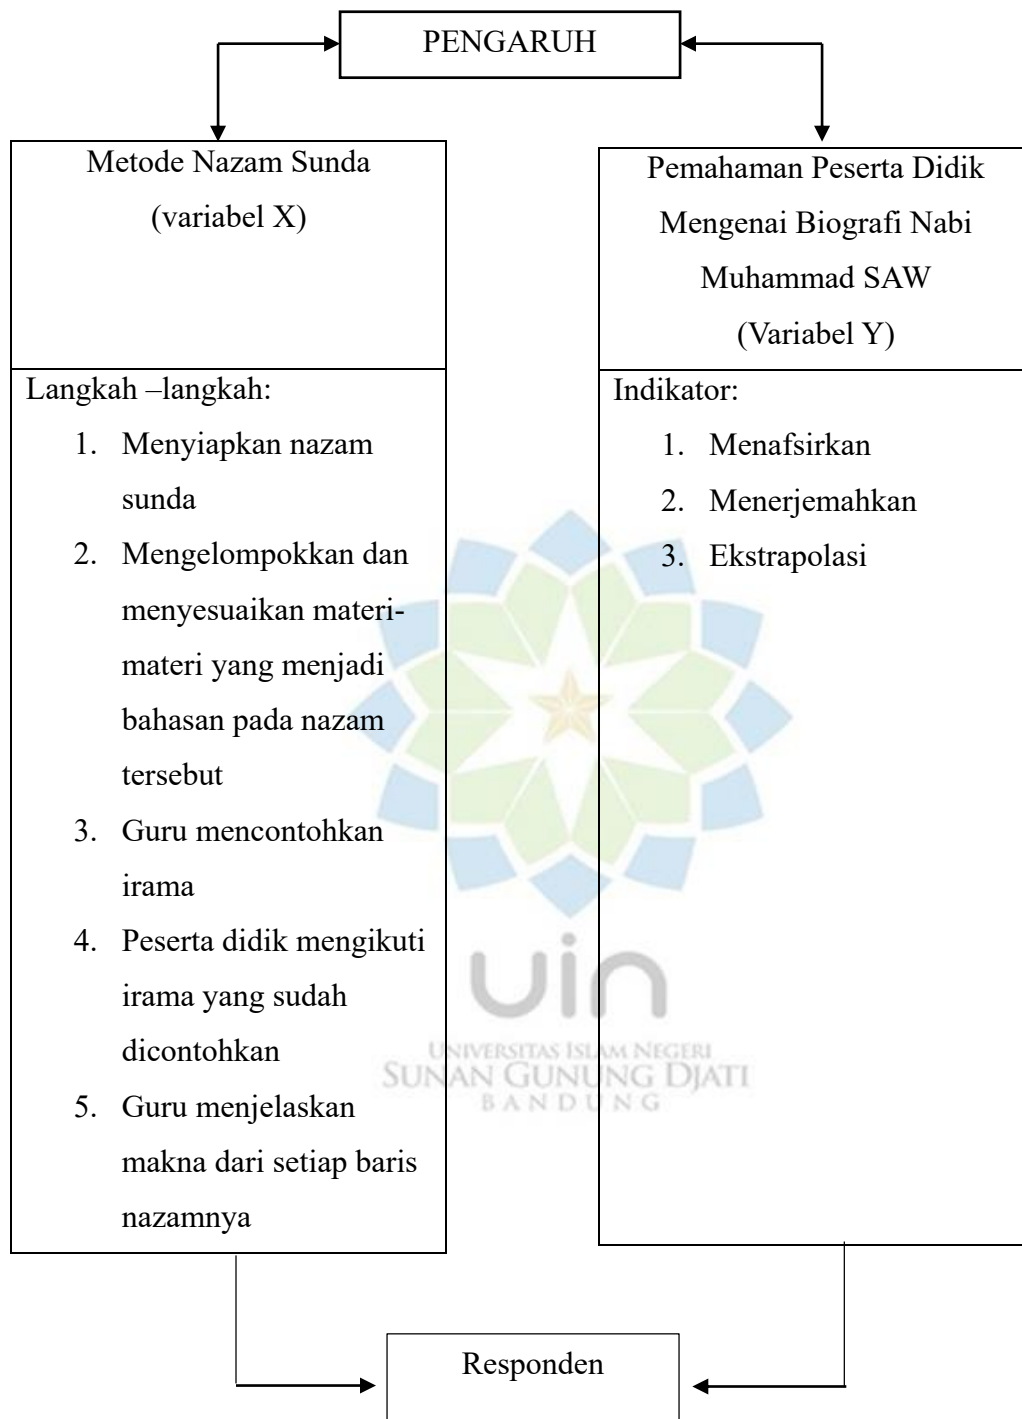 PENGARUH
Metode Nazam Sunda
(variabel X)
Langkah –langkah:
1. Menyiapkan nazam
sunda
2. Mengelompokkan dan
menyesuaikan materi-
materi yang menjadi
bahasan pada nazam
tersebut
3. Guru mencontohkan
irama
4. Peserta didik mengikuti
irama yang sudah
dicontohkan
5. Guru menjelaskan
makna dari setiap baris
nazamnya
Pemahaman Peserta Didik
Mengenai Biografi Nabi
Muhammad SAW
(Variabel Y)
Indikator:
1. Menafsirkan
2. Menerjemahkan
3. Ekstrapolasi
uin
UNIVERSITAS ISLAM NEGERI
SUNAN GUNUNG DJATI
BANDUNG
Responden